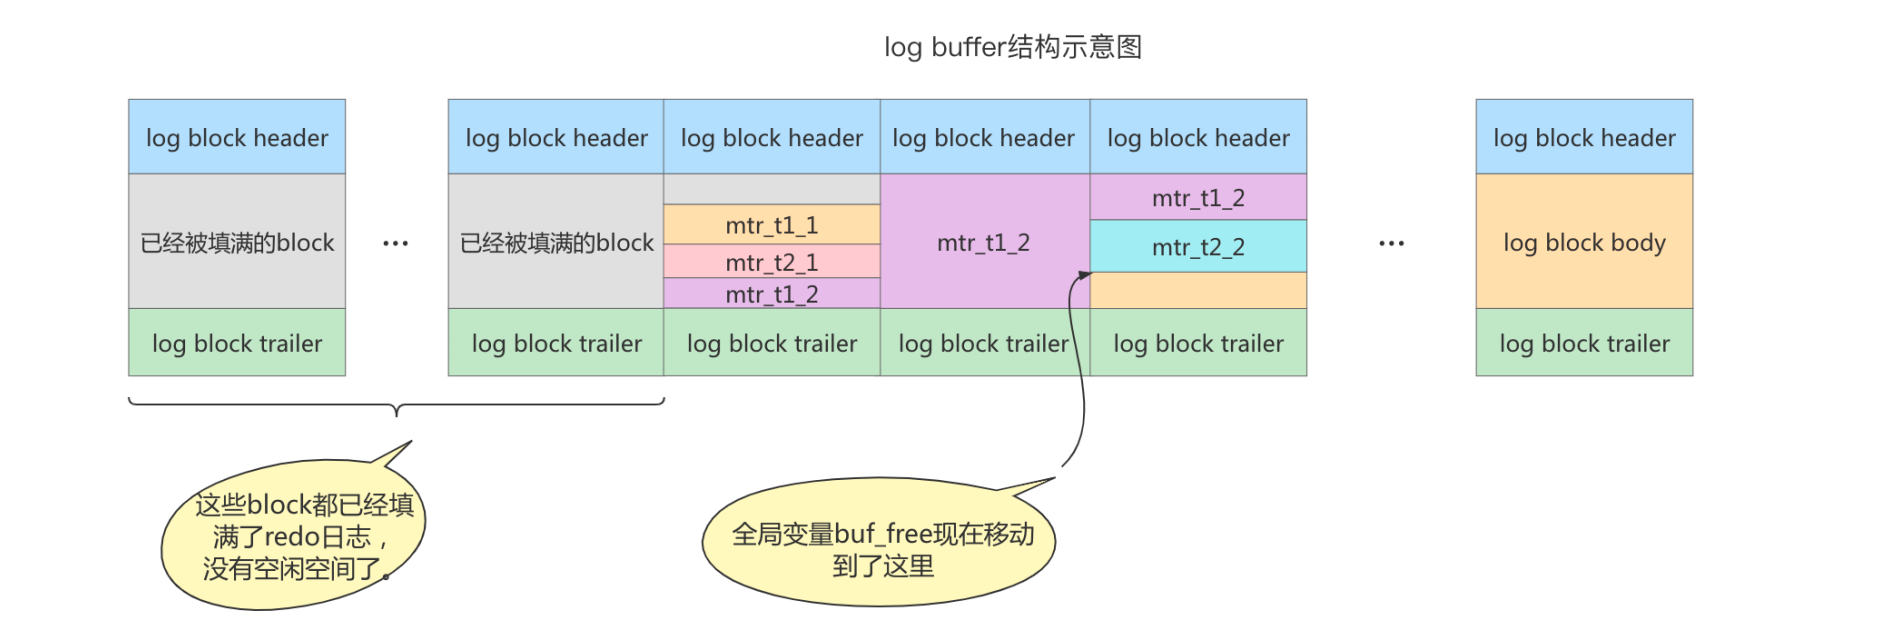 log buffer结构示意图
log block header
log block header
log block header
log block header
log block header
log block header
已经被填满的block
...
已经被填满的block
mtr_t1_1
mtr_t2_1
mtr_t1_2
mtr_t1_2
mtr_t1_2
mtr_t2_2
...
log block body
log block trailer
log block trailer
log block trailer
log block trailer
log block trailer
log block trailer
这些block都已经填
满了redo日志，
没有空闲空间了。
全局变量buf_free现在移动
到了这里